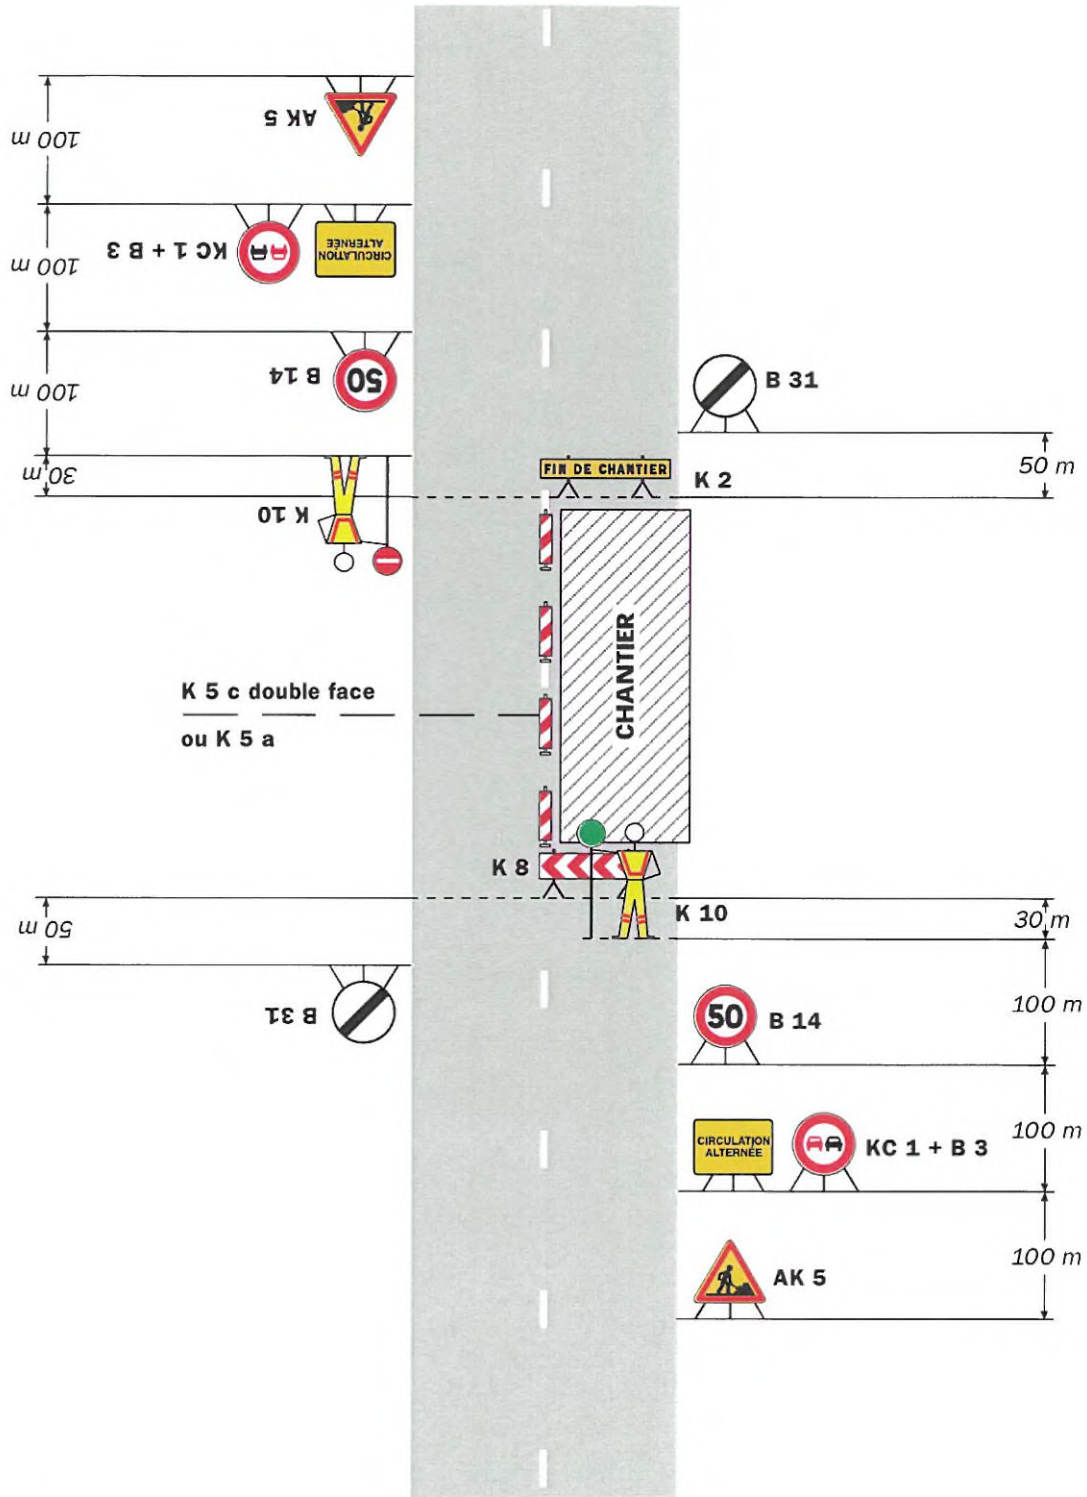 AK 5
100 m
KC 1 + B 3
CIRCULATION
ALTERNÉE
100 m
B 14
50
100 m
B 31
50 m
30 m
K 10
FIN DE CHANTIER
K 2
CHANTIER
K 5 c double face
ou K 5 a
K 8
K 10
30 m
50 m
B 31
50
B 14
100 m
CIRCULATION
ALTERNÉE
KC 1 + B 3
100 m
AK 5
100 m